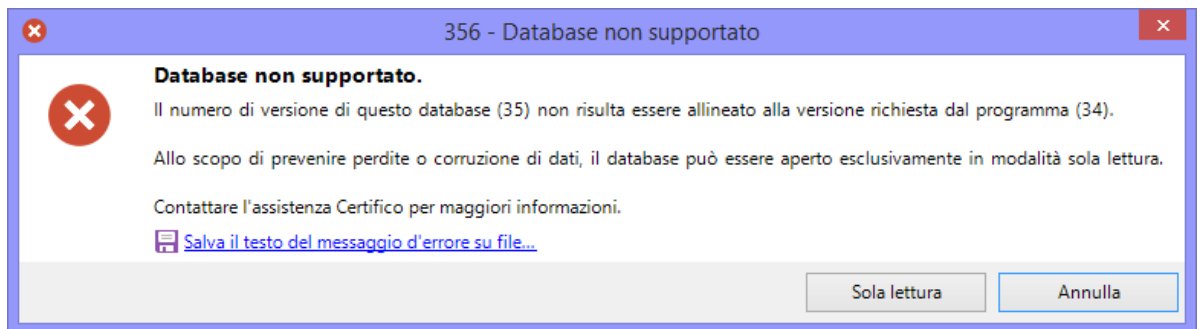 356 - Database non supportato
Database non supportato.
Il numero di versione di questo database (35) non risulta essere allineato alla versione richiesta dal programma (34).
Allo scopo di prevenire perdite o corruzione di dati, il database può essere aperto esclusivamente in modalità sola lettura.
Contattare l'assistenza Certifico per maggiori informazioni.
Salva il testo del messaggio d'errore su file...
Sola lettura
Annulla